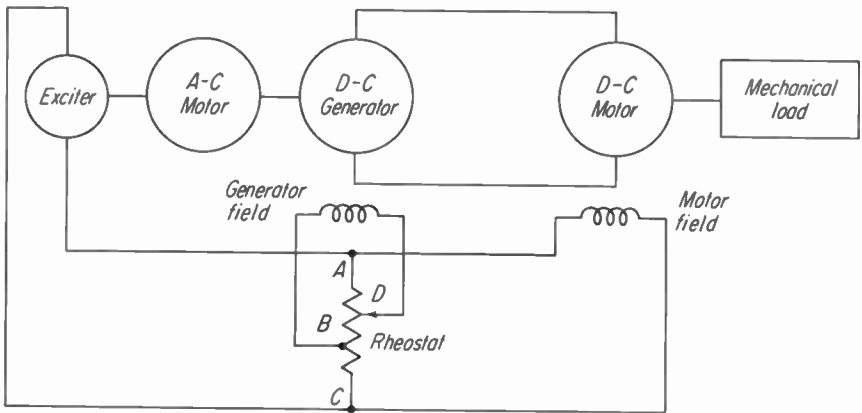 Exciter
A-C
Motor
D-C
Generator
D-C
Motor
Mechanical
load
Generator
field
Motor
field
A
D
B
Rheostat
C